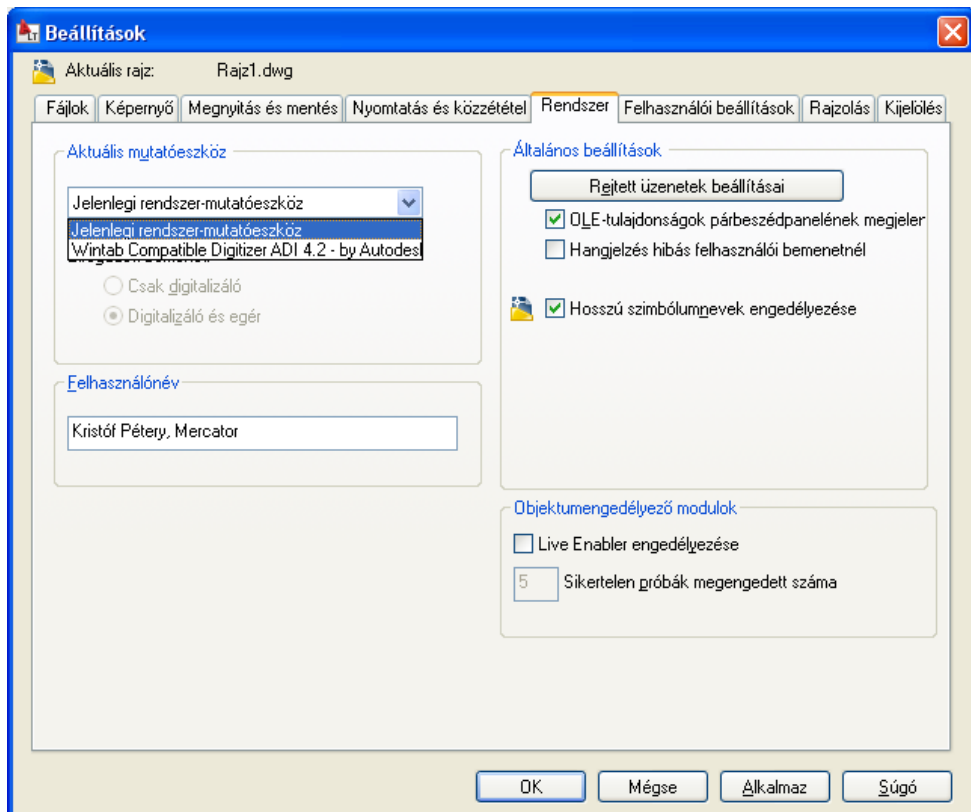 LT Beállítások
Aktuális rajz: Rajz1.dwg
Fájlok Képernyő Megnyitás és mentés Nyomtatás és közzététel Rendszer Felhasználói beállítások Rajzolás Kijelölés
Aktuális mutatóeszköz
Jelenlegi rendszer-mutatóeszköz
Jelenlegi rendszer-mutatóeszköz
Wintab Compatible Digitizer ADI 4.2 - by Autodesk
Csak digitalizáló
Digitalizáló és egér
Felhasználónév
Kristóf Pétery, Mercator
Általános beállítások
Rejtett üzenetek beállításai
OLE-tulajdonságok párbeszédpanelének megjeler
Hangjelzés hibás felhasználói bemenetnél
Hosszú szimbólumnevek engedélyezése
Objektumengedélyező modulok
Live Enabler engedélyezése
5 Sikertelen próbák megengedett száma
OK Mégse Alkalmaz Súgó